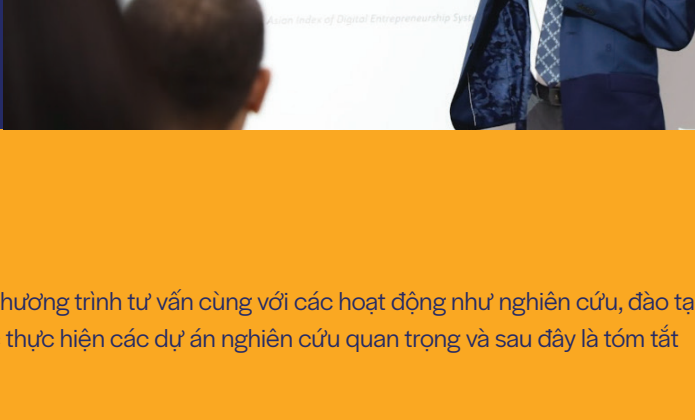 Asian Index of Digital Entrepreneurship Syste
hương trình tư vấn cùng với các hoạt động như nghiên cứu, đào tạ
thực hiện các dự án nghiên cứu quan trọng và sau đây là tóm tắt